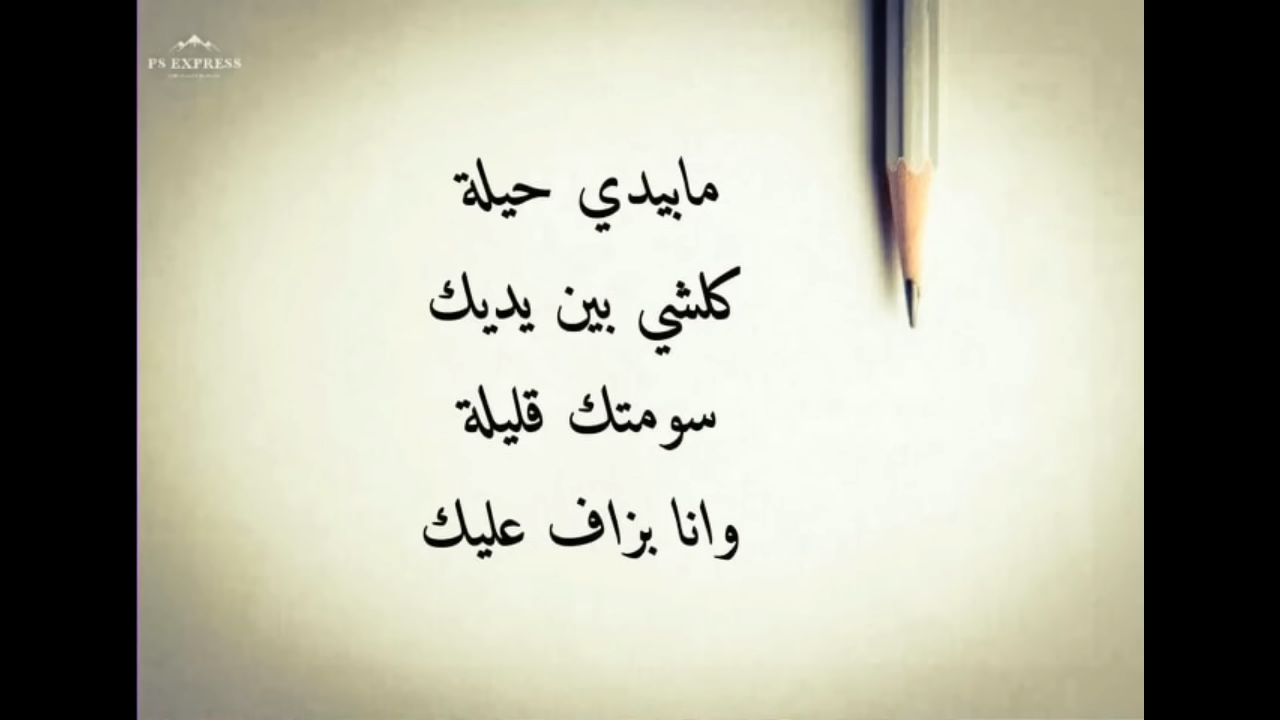 PS EXPRESS
مابيدي حيلة
كلشي بين يديك
سومتك قليلة
وانا بزاف عليك